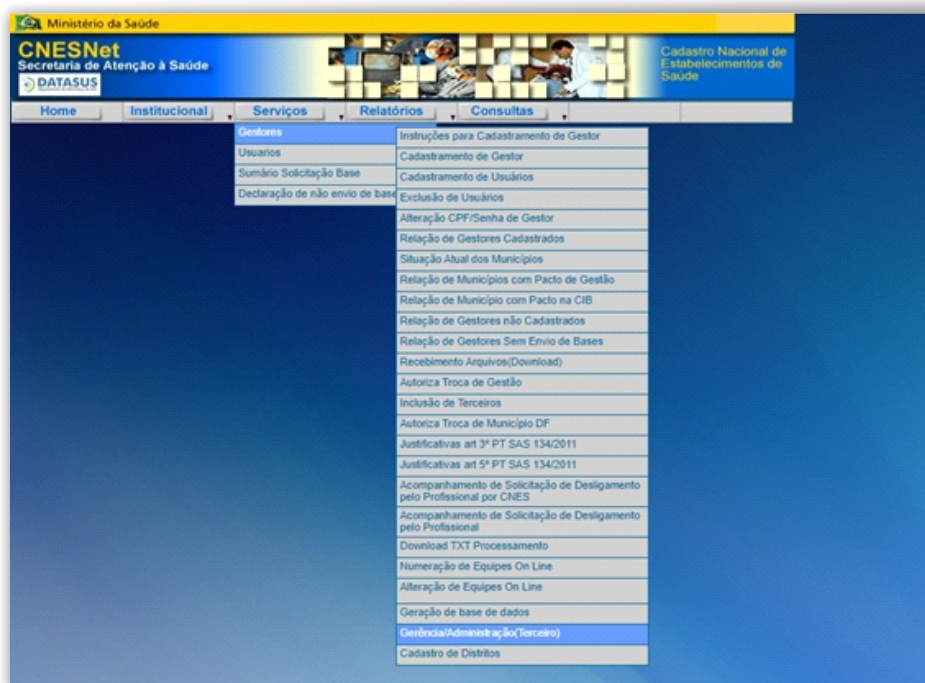 Ministério da Saúde
CNESNet
Secretaria de Atenção à Saúde
DATASUS
Cadastro Nacional de
Estabelecimentos de
Saúde
Home Institucional Serviços Relatórios Consultas
Gestores
Usuarios
Sumário Solicitação Base
Declaração de não envio de base
Instruções para Cadastramento de Gestor
Cadastramento de Gestor
Cadastramento de Usuários
Exclusão de Usuários
Alteração CPF/Senha de Gestor
Relação de Gestores Cadastrados
Situação Atual dos Municípios
Relação de Municípios com Pacto de Gestão
Relação de Município com Pacto na CIB
Relação de Gestores não Cadastrados
Relação de Gestores Sem Envio de Bases
Recebimento Arquivos(Download)
Autoriza Troca de Gestão
Inclusão de Terceiros
Autoriza Troca de Município DF
Justificativas art 3º PT SAS 134/2011
Justificativas art 5º PT SAS 134/2011
Acompanhamento de Solicitação de Desligamento
pelo Profissional por CNES
Acompanhamento de Solicitação de Desligamento
pelo Profissional
Download TXT Processamento
Numeração de Equipes On Line
Alteração de Equipes On Line
Geração de base de dados
Gerência/Administração(Terceiro)
Cadastro de Distritos